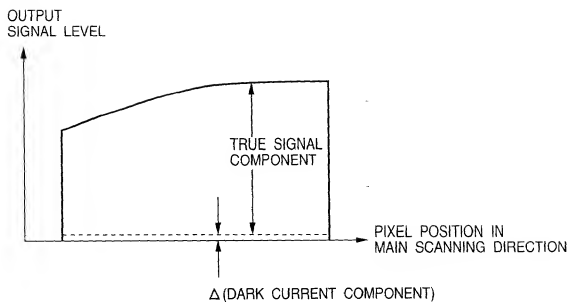 OUTPUT
SIGNAL LEVEL
TRUE SIGNAL
COMPONENT
PIXEL POSITION IN
MAIN SCANNING DIRECTION
Δ(DARK CURRENT COMPONENT)